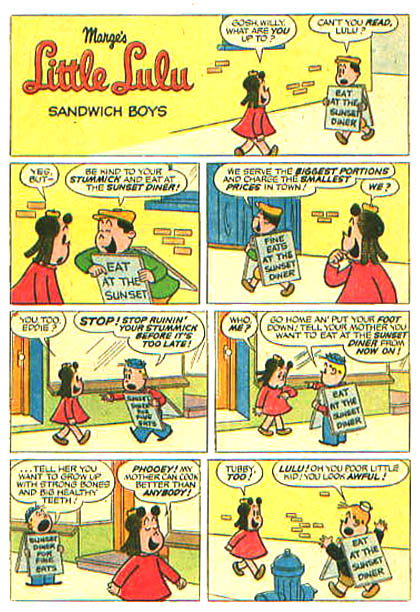 Marge's
Little Lulu
SANDWICH BOYS
GOSH, WILLY,
WHAT ARE YOU
UP TO?
CAN'T YOU READ,
LULU?
EAT
AT THE
SUNSET
DINER
YES,
BUT--
BE KIND TO YOUR
STUMMICK AND EAT AT
THE SUNSET DINER!
EAT
AT THE
SUNSET
WE SERVE THE BIGGEST PORTIONS
AND CHARGE THE SMALLEST
PRICES IN TOWN!
WE?
FINE
EATS
AT THE
SUNSET
DINER
YOU, TOO,
EDDIE?
STOP! STOP RUININ'
YOUR STUMMICK
BEFORE IT'S
TOO LATE!
SUNSET
DINER
FOR
FINE
EATS
WHO,
ME?
GO HOME AN' PUT YOUR FOOT
DOWN! TELL YOUR MOTHER YOU
WANT TO EAT AT THE SUNSET
DINER FROM
NOW ON!
EAT
AT THE
SUNSET
DINER
...TELL HER YOU
WANT TO GROW UP
WITH STRONG BONES
AND BIG HEALTHY
TEETH!
PHOOEY! MY
MOTHER CAN COOK
BETTER THAN
ANYBODY!
SUNSET
DINER
FOR
FINE
EATS
TUBBY,
TOO!
LULU! OH YOU POOR LITTLE
KID! YOU LOOK AWFUL!
EAT
AT THE
SUNSET
DINER